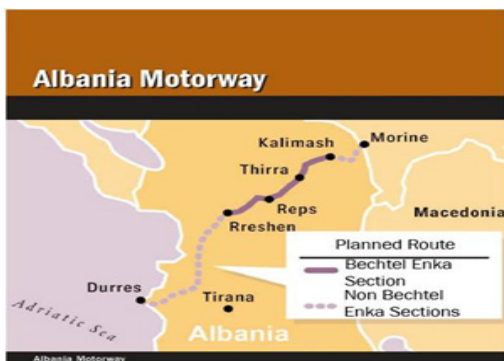 Albania Motorway
Kalimash
Morine
Thirra
Reps
Rreshen
Macedonia
Planned Route
Bechtel Enka
Section
Non Bechtel
Enka Sections
Durres
Tirana
Adriatic Sea
Albania
Albania Motorway